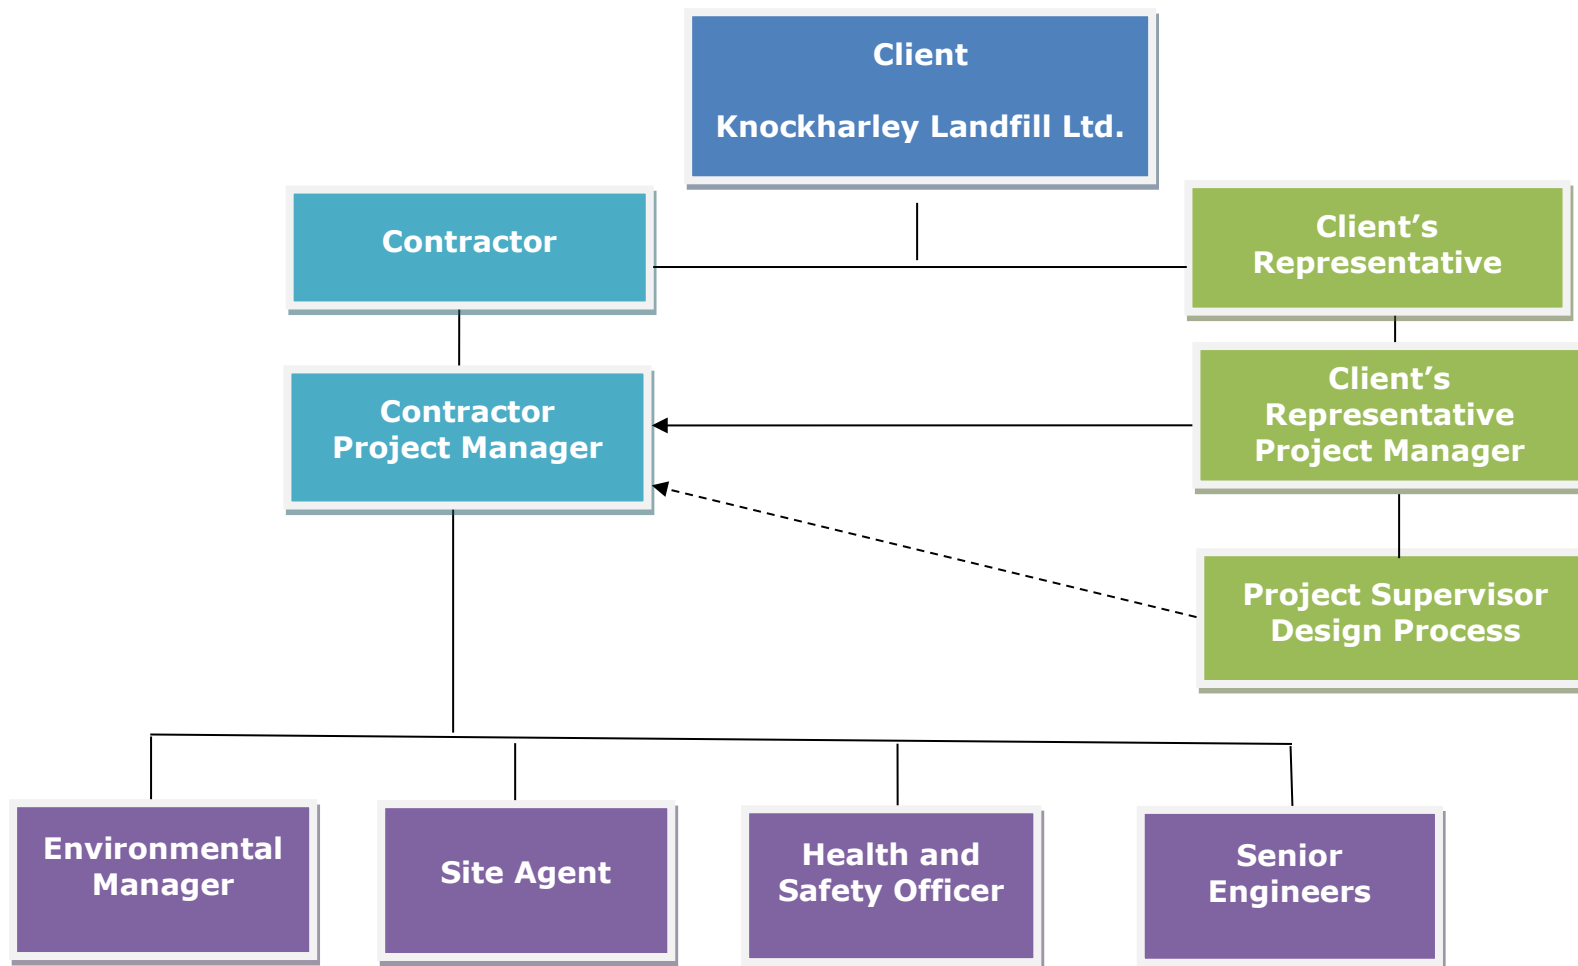 Client
Knockharley Landfill Ltd.
Contractor
Client’s
Representative
Contractor
Project Manager
Client’s
Representative
Project Manager
Project Supervisor
Design Process
Environmental
Manager
Site Agent
Health and
Safety Officer
Senior
Engineers